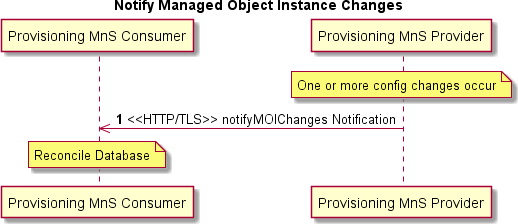 Notify Managed Object Instance Changes
Provisioning MnS Consumer
Provisioning MnS Provider
One or more config changes occur
1 <<HTTP/TLS>> notifyMOIChanges Notification
Reconcile Database
Provisioning MnS Consumer
Provisioning MnS Provider